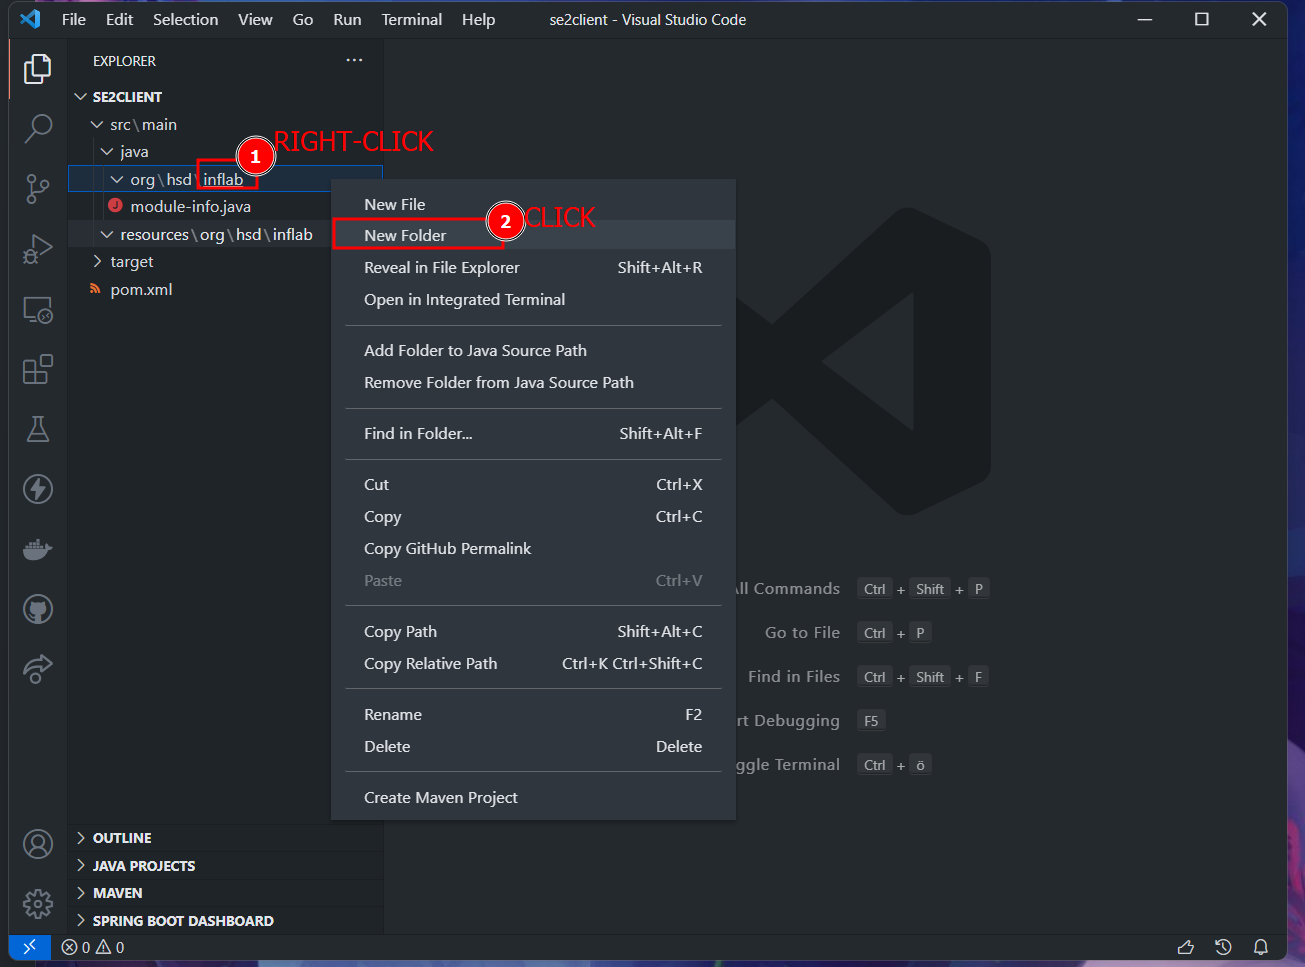 File Edit Selection View Go Run Terminal Help se2client - Visual Studio Code
EXPLORER ...
SE2CLIENT
src\main
java
RIGHT-CLICK
1
org\hsd\inflab
module-info.java
resources\org\hsd\inflab
target
pom.xml
New File
2 CLICK
New Folder
Reveal in File Explorer Shift+Alt+R
Open in Integrated Terminal
Add Folder to Java Source Path
Remove Folder from Java Source Path
Find in Folder... Shift+Alt+F
Cut Ctrl+X
Copy Ctrl+C
Copy GitHub Permalink
Paste Ctrl+V
Copy Path Shift+Alt+C
Copy Relative Path Ctrl+K Ctrl+Shift+C
Rename F2
Delete Delete
Create Maven Project
Commands Ctrl + Shift + P
Go to File Ctrl + P
Find in Files Ctrl + Shift + F
Debugging F5
Terminal Ctrl + ö
OUTLINE
JAVA PROJECTS
MAVEN
SPRING BOOT DASHBOARD
0 0